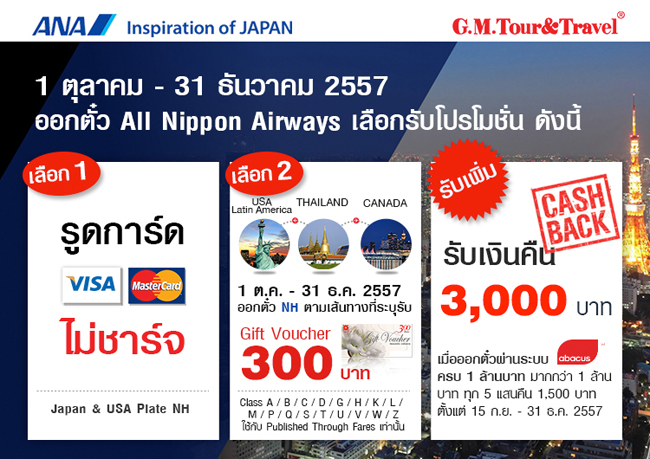 ANA Inspiration of JAPAN
G.M.Tour&Travel®
1 ตุลาคม - 31 ธันวาคม 2557
ออกตั๋ว All Nippon Airways เลือกรับโปรโมชั่น ดังนี้
เลือก 1
รูดการ์ด
VISA MasterCard
ไม่ชาร์จ
Japan & USA Plate NH
เลือก 2
USA
Latin America
THAILAND
CANADA
1 ต.ค. - 31 ธ.ค. 2557
ออกตั๋ว NH ตามเส้นทางที่ระบุรับ
Gift Voucher
300 บาท
300
Gift Voucher
Class A / B / C / D / G / H / K / L /
M / P / Q / S / T / U / V / W / Z
ใช้กับ Published Through Fares เท่านั้น
รับเพิ่ม
CASH
BACK
รับเงินคืน
3,000 บาท
เมื่อออกตั๋วผ่านระบบ abacus
ครบ 1 ล้านบาท มากกว่า 1 ล้าน
บาท ทุก 5 แสนคืน 1,500 บาท
ตั้งแต่ 15 ก.ย. - 31 ธ.ค. 2557